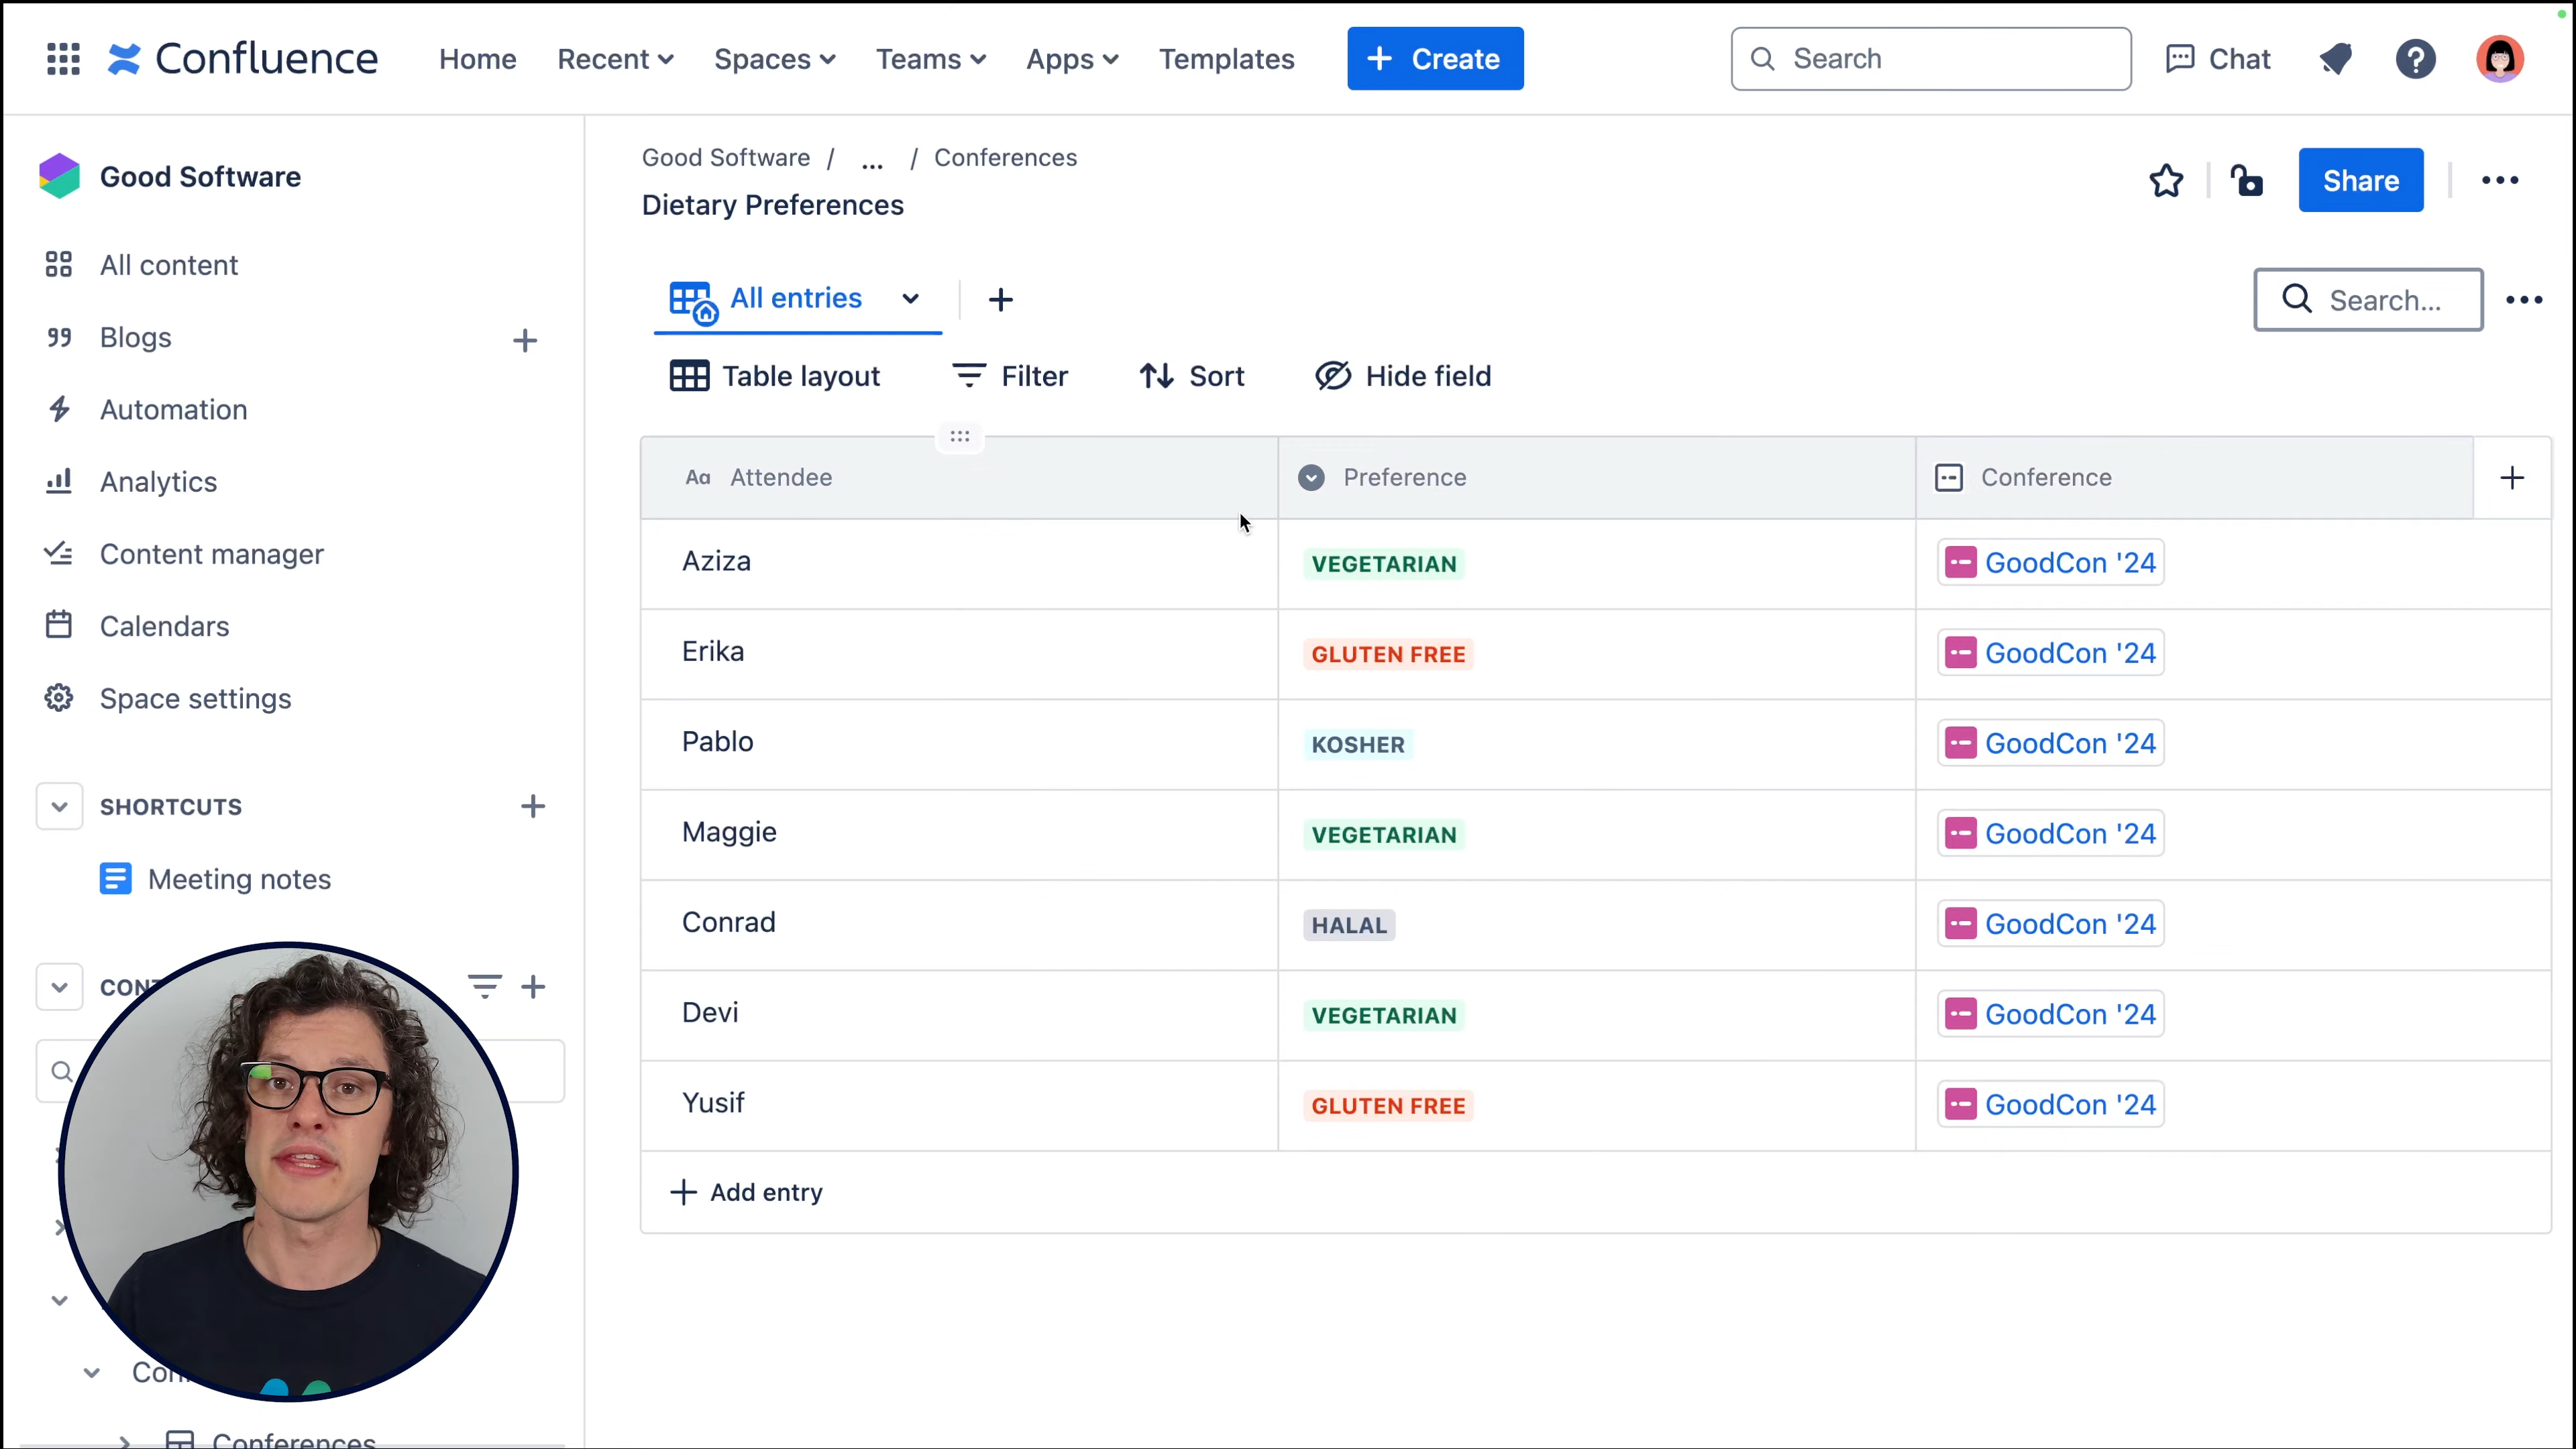 Confluence Home Recent Spaces Teams Apps Templates + Create Search Chat ?
Good Software
All content
Blogs
Automation
Analytics
Content manager
Calendars
Space settings
SHORTCUTS
Meeting notes
Conferences
Good Software / ... / Conferences
Dietary Preferences
Share
All entries
Search...
Table layout Filter Sort Hide field
Aa Attendee Preference Conference
Aziza VEGETARIAN GoodCon '24
Erika GLUTEN FREE GoodCon '24
Pablo KOSHER GoodCon '24
Maggie VEGETARIAN GoodCon '24
Conrad HALAL GoodCon '24
Devi VEGETARIAN GoodCon '24
Yusif GLUTEN FREE GoodCon '24
+ Add entry